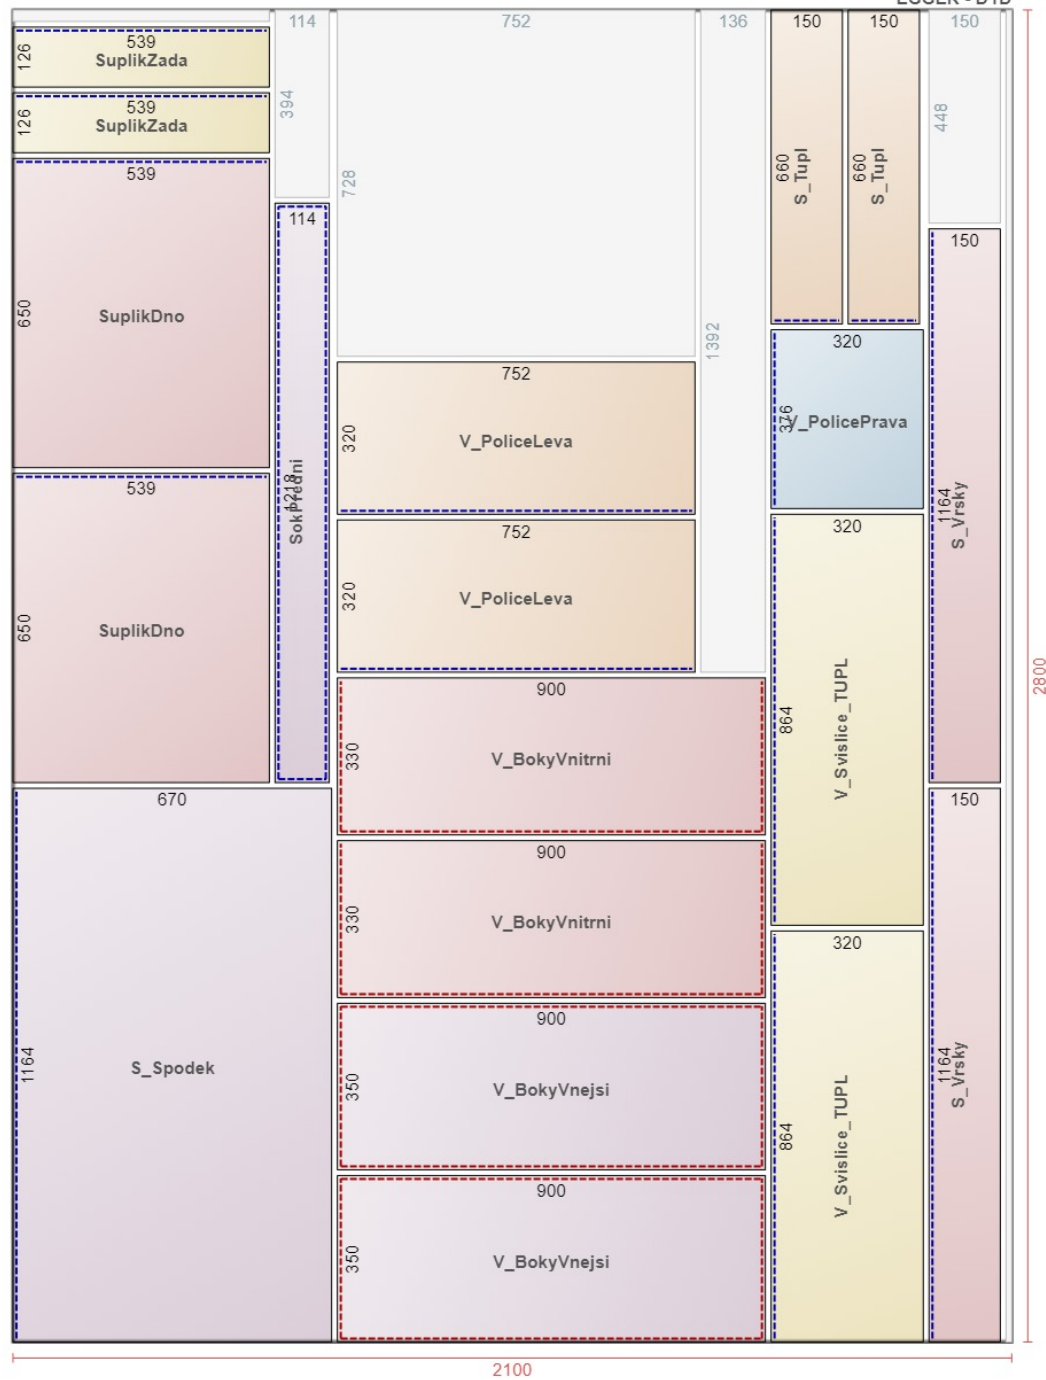 114
752
136
150
150
150
126
539
SuplikZada
394
448
126
539
SuplikZada
539
650
SuplikDno
728
660
S_Tupl
660
S_Tupl
114
1218
SokPredni
150
1164
S_Vrsky
1392
320
376
V_PolicePrava
752
320
V_PoliceLeva
539
650
SuplikDno
752
320
V_PoliceLeva
320
864
V_Svislice_TUPL
2800
900
330
V_BokyVnitrni
670
1164
S_Spodek
150
1164
S_Vrsky
900
330
V_BokyVnitrni
320
864
V_Svislice_TUPL
900
350
V_BokyVnejsi
900
350
V_BokyVnejsi
2100